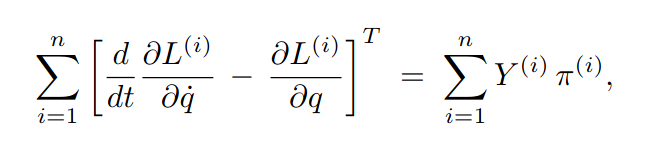 \sum_{i=1}^{n} \left[ \frac{d}{dt} \frac{\partial L^{(i)}}{\partial \dot{q}} - \frac{\partial L^{(i)}}{\partial q} \right]^T = \sum_{i=1}^{n} Y^{(i)} \pi^{(i)},